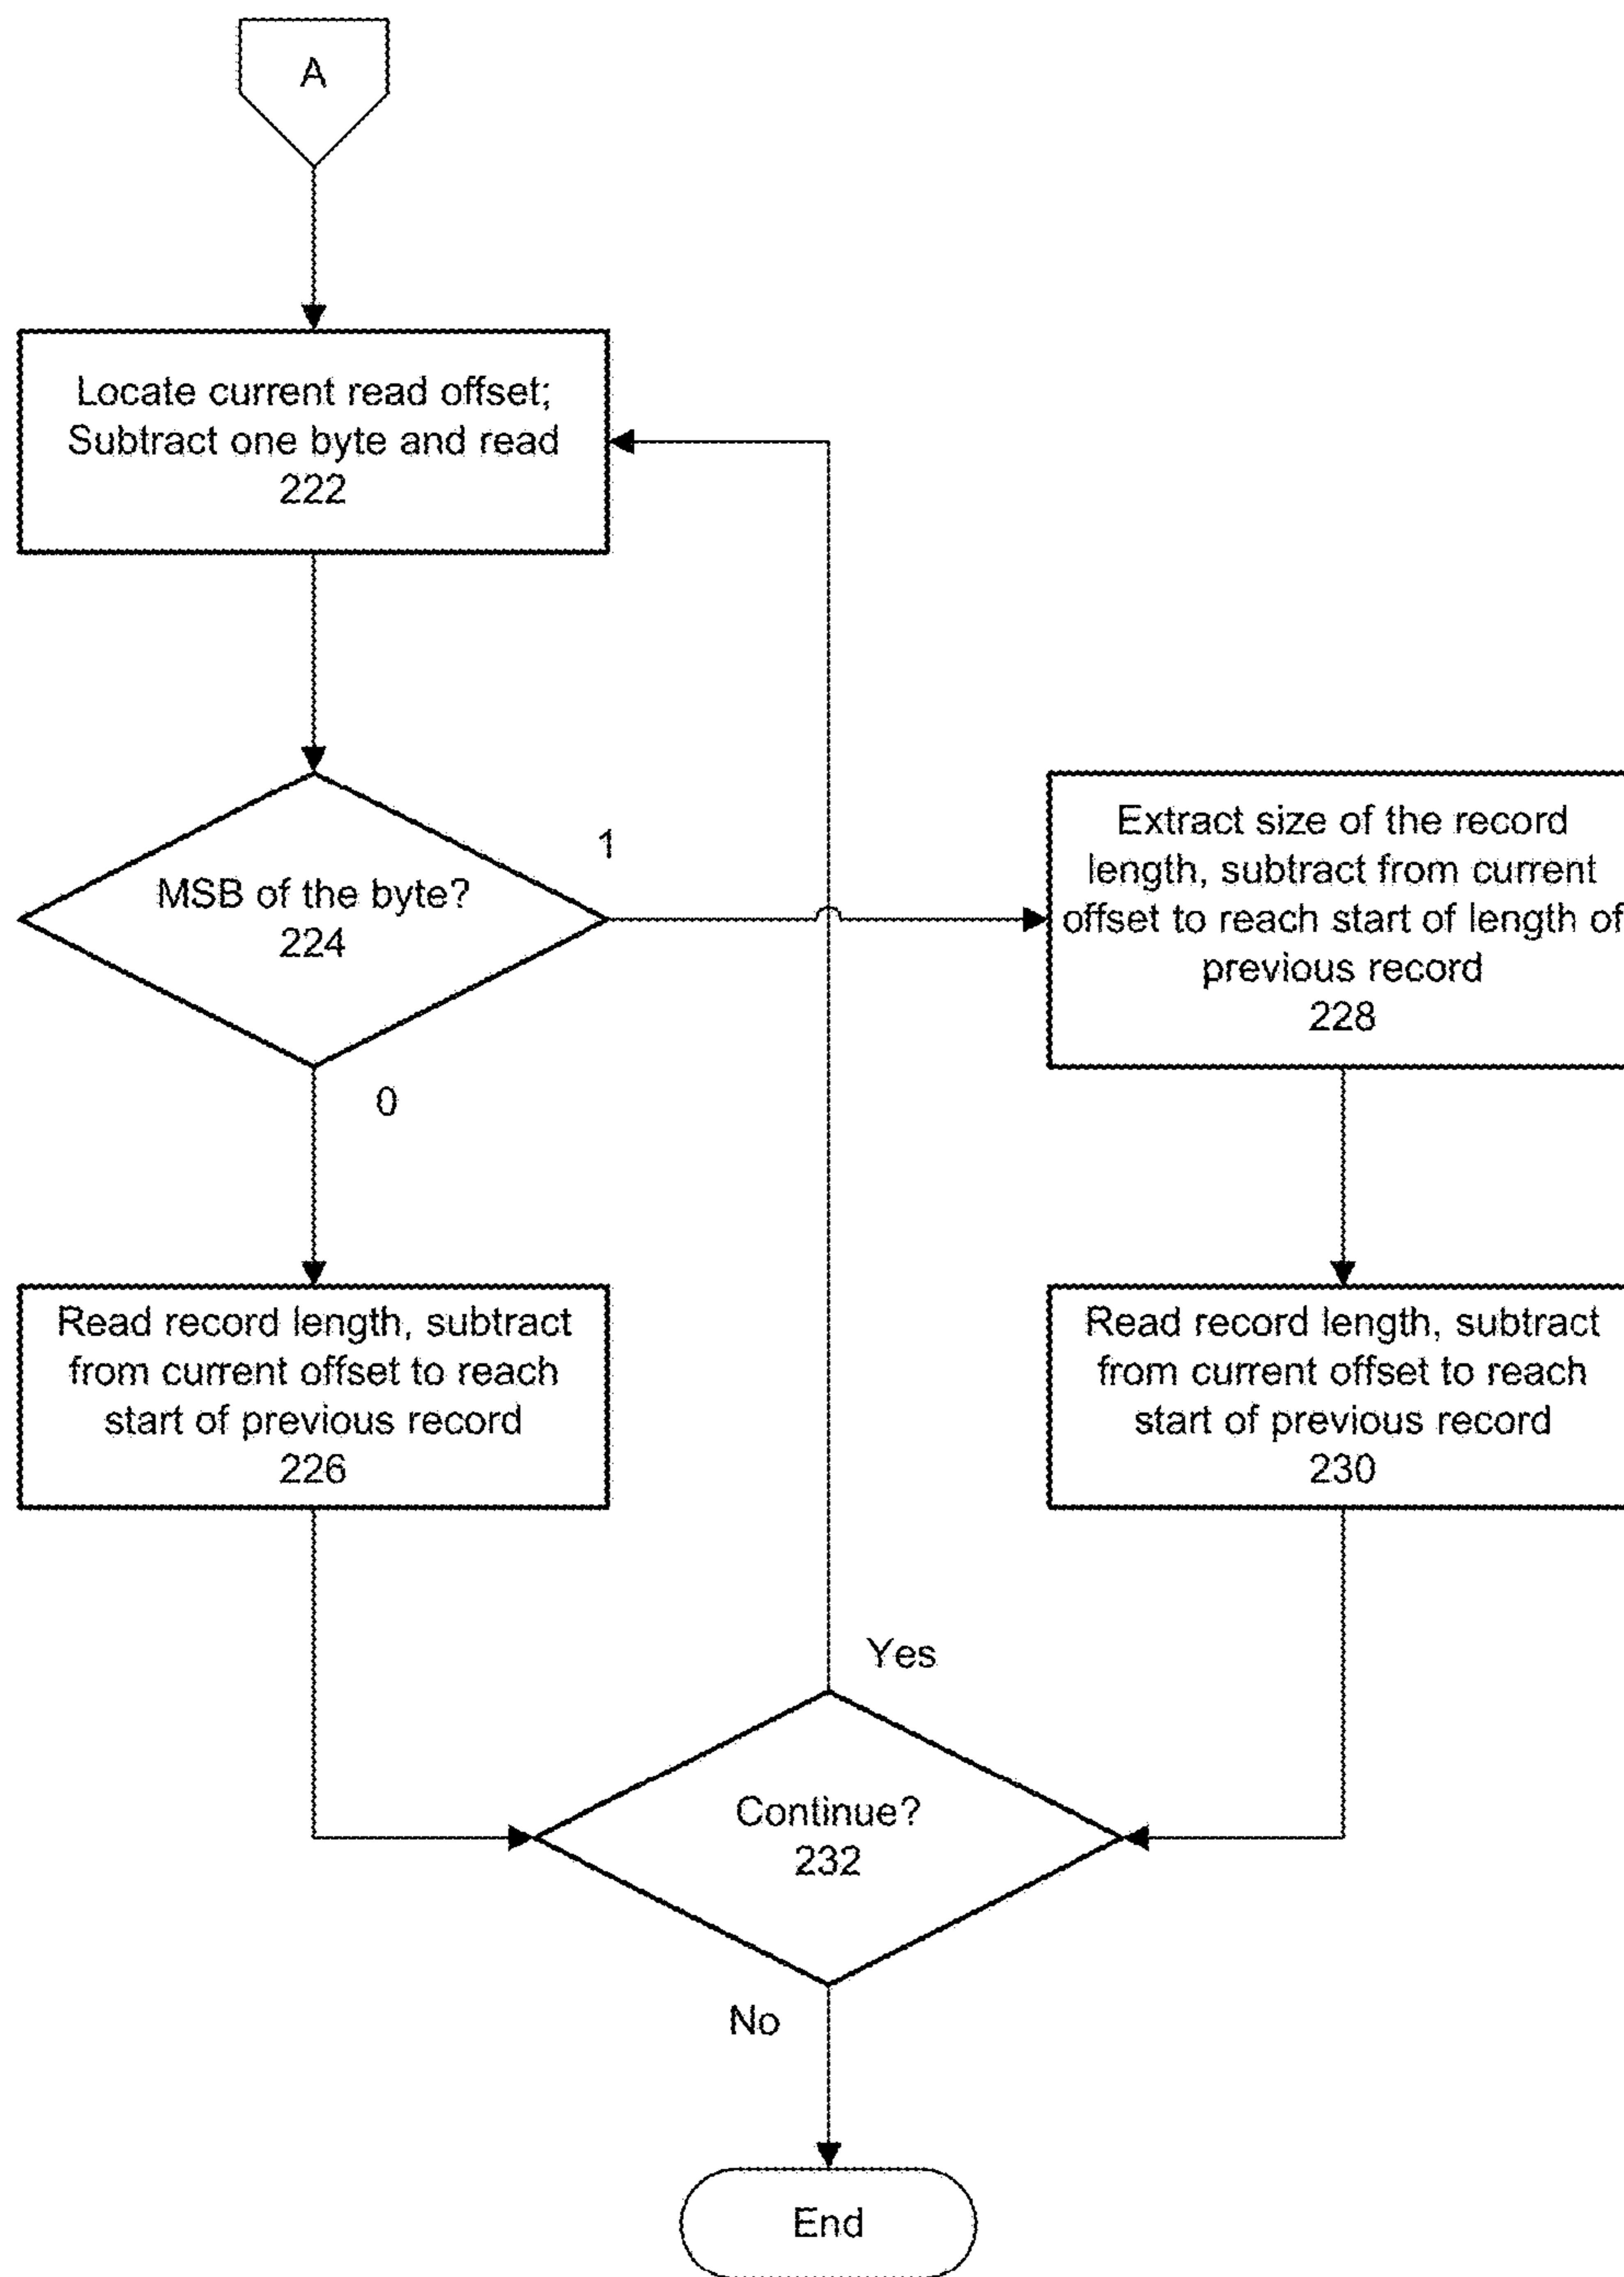 A
Locate current read offset;
Subtract one byte and read
222
MSB of the byte?
224
1
0
Extract size of the record
length, subtract from current
offset to reach start of length of
previous record
228
Read record length, subtract
from current offset to reach
start of previous record
226
Read record length, subtract
from current offset to reach
start of previous record
230
Yes
Continue?
232
No
End